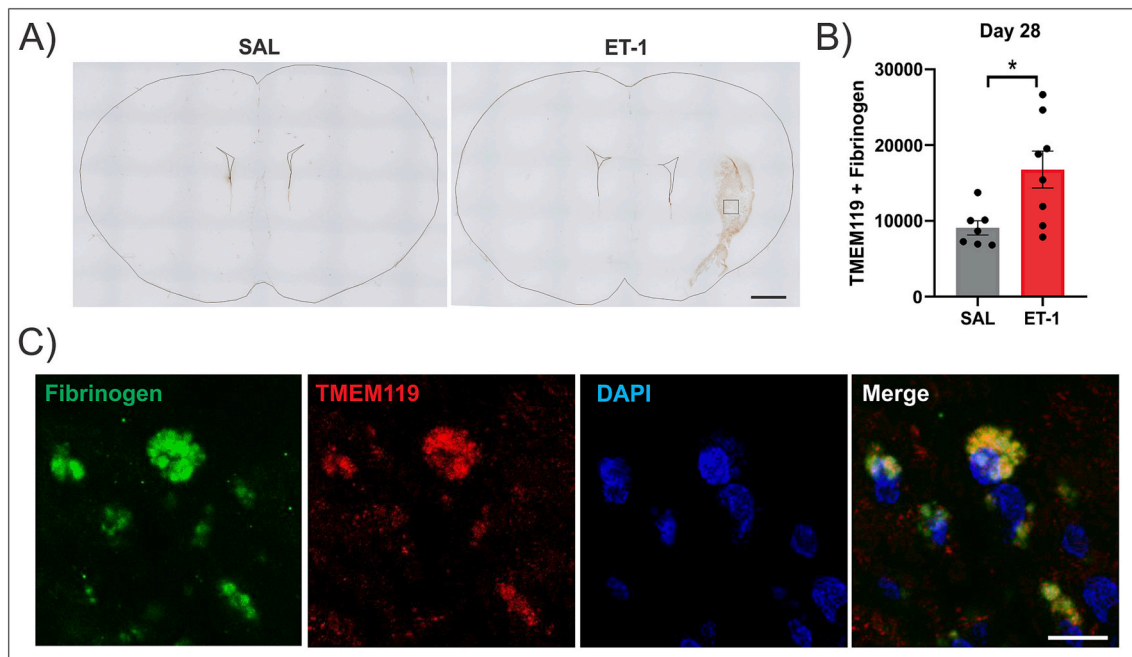 A)
SAL
ET-1
B)
Day 28
*
TMEM119 + Fibrinogen
30000
20000
10000
0
SAL
ET-1
C)
Fibrinogen
TMEM119
DAPI
Merge